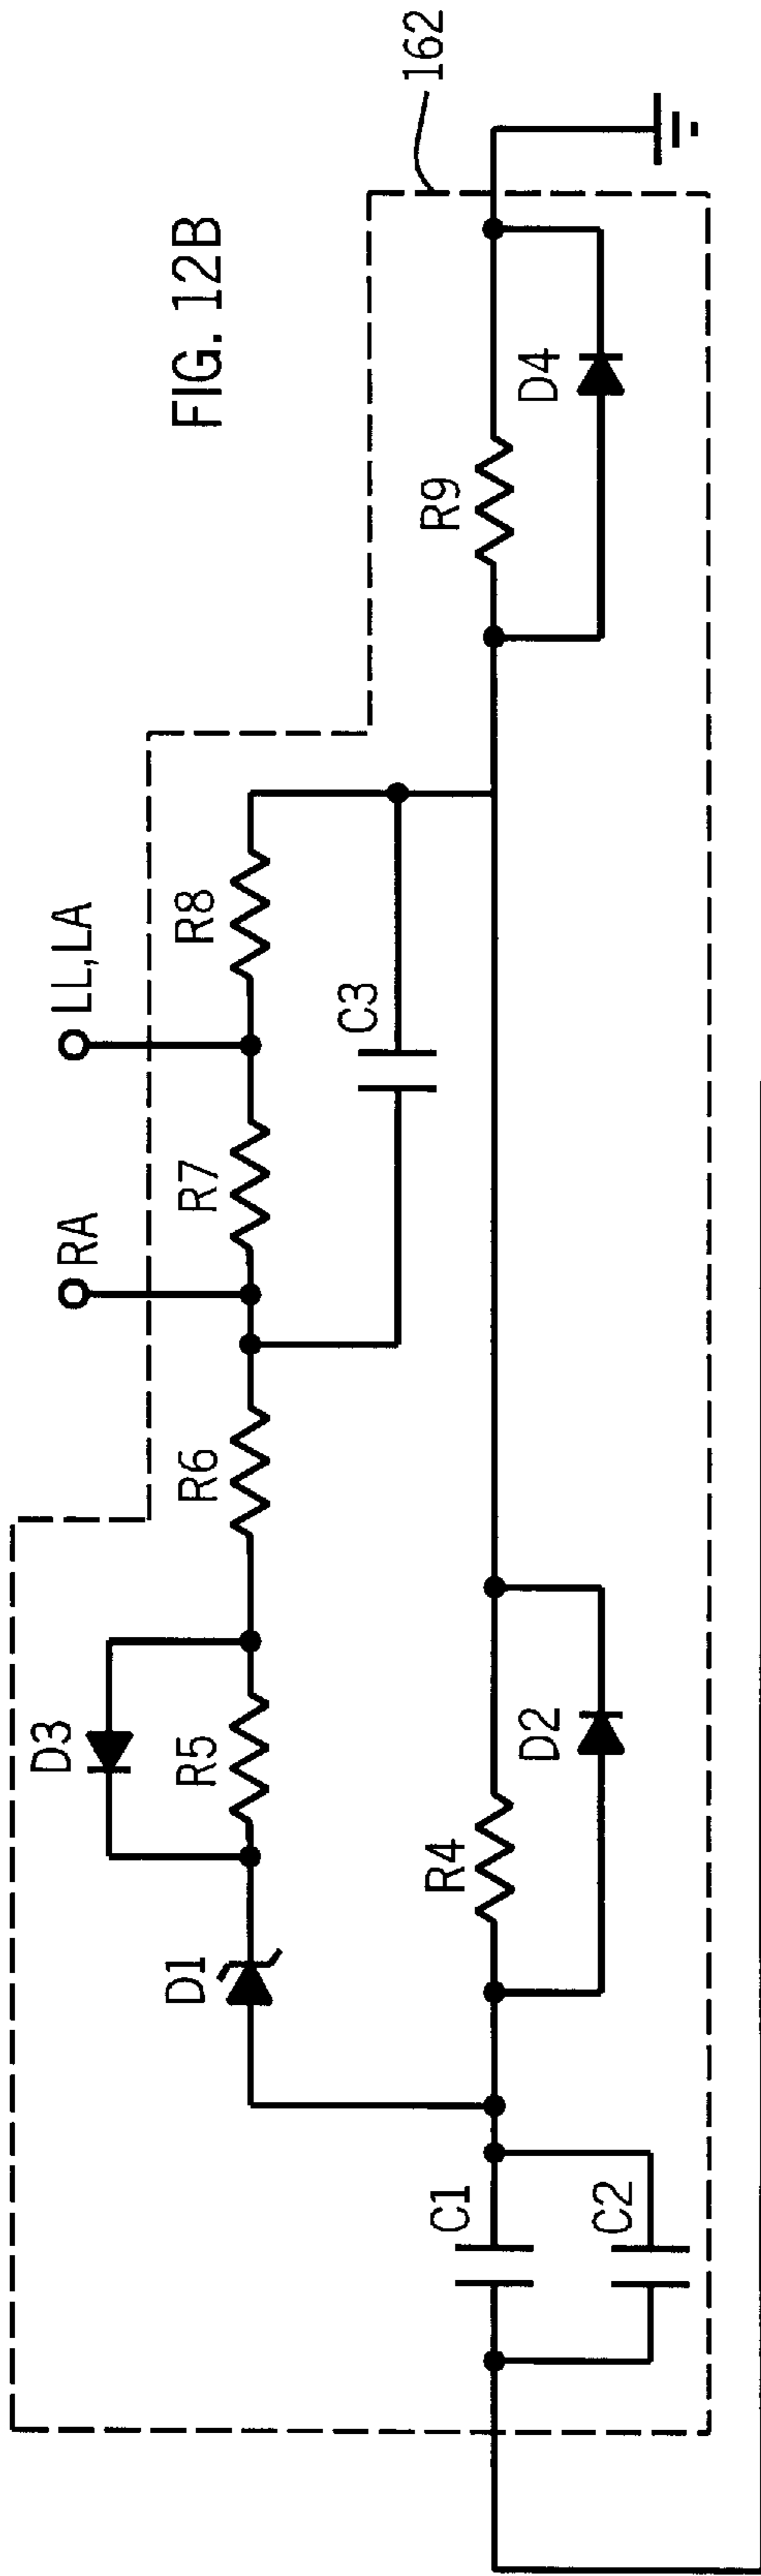 FIG. 12B
162
RA
LL,LA
D3
D1
R5
R6
R7
R8
C3
R9
D4
R4
D2
C1
C2